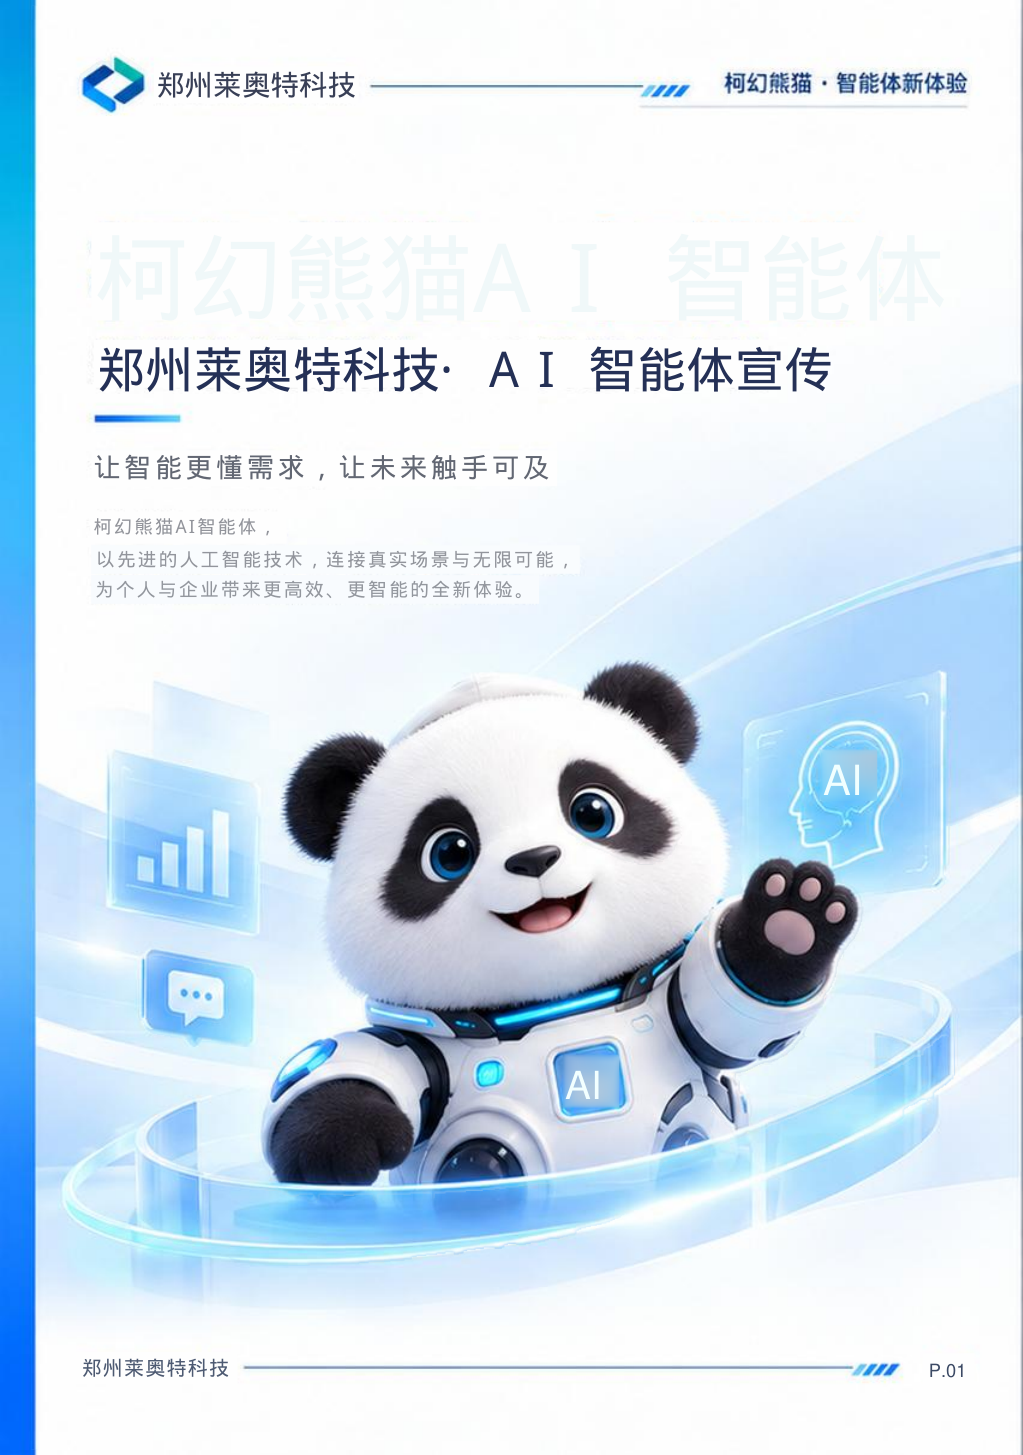 郑州莱奥特科技
柯幻熊猫·智能体新体验
柯幻熊猫AI 智能体
郑州莱奥特科技· AI 智能体宣传
让智能更懂需求，让未来触手可及
柯幻熊猫AI智能体，
以先进的人工智能技术，连接真实场景与无限可能，
为个人与企业带来更高效、更智能的全新体验。
AI
AI
郑州莱奥特科技
P.01